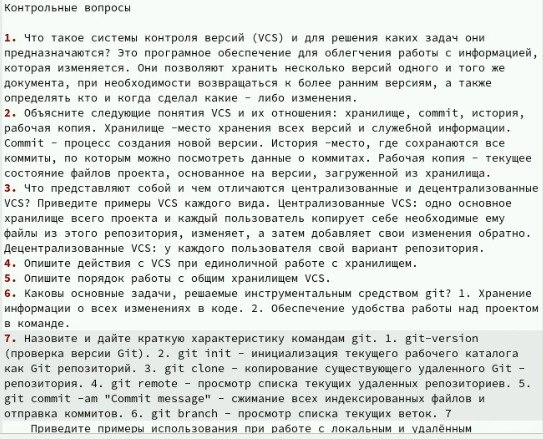 Контрольные вопросы
1. Что такое системы контроля версий (VCS) и для решения каких задач они
предназначаются? Это програмное обеспечение для облегчения работы с информацией,
которая изменяется. Они позволяют хранить несколько версий одного и того же
документа, при необходимости возвращаться к более ранним версиям, а также
определять кто и когда сделал какие – либо изменения.
2. Объясните следующие понятия VCS и их отношения: хранилище, commit, история,
рабочая копия. Хранилище –место хранения всех версий и служебной информации.
Commit – процесс создания новой версии. История –место, где сохранаются все
коммиты, по которым можно посмотреть данные о коммитах. Рабочая копия – текущее
состояние файлов проекта, основанное на версии, загруженной из хранилища.
3. Что представляют собой и чем отличаются централизованные и децентрализованные
VCS? Приведите примеры VCS каждого вида. Централизованные VCS: одно основное
хранилище всего проекта и каждый пользователь копирует себе необходимые ему
файлы из этого репозитория, изменяет, а затем добавляет свои изменения обратно.
Децентрализованные VCS: у каждого пользователя свой вариант репозитория.
4. Опишите действия с VCS при единоличной работе с хранилищем.
5. Опишите порядок работы с общим хранилищем VCS.
6. Каковы основные задачи, решаемые инструментальным средством git? 1. Хранение
информации о всех изменениях в коде. 2. Обеспечение удобства работы над проектом
в команде.
7. Назовите и дайте краткую характеристику командам git. 1. git-version
(проверка версии Git). 2. git init – инициализация текущего рабочего каталога
как Git репозиторий. 3. git clone – копирование существующего удаленного Git –
репозитория. 4. git remote – просмотр списка текущих удаленных репозиториев. 5.
git commit -am "Commit message" – сжимание всех индексированных файлов и
отправка коммитов. 6. git branch – просмотр списка текущих веток. 7
Приведите примеры использования при работе с локальным и удалённым